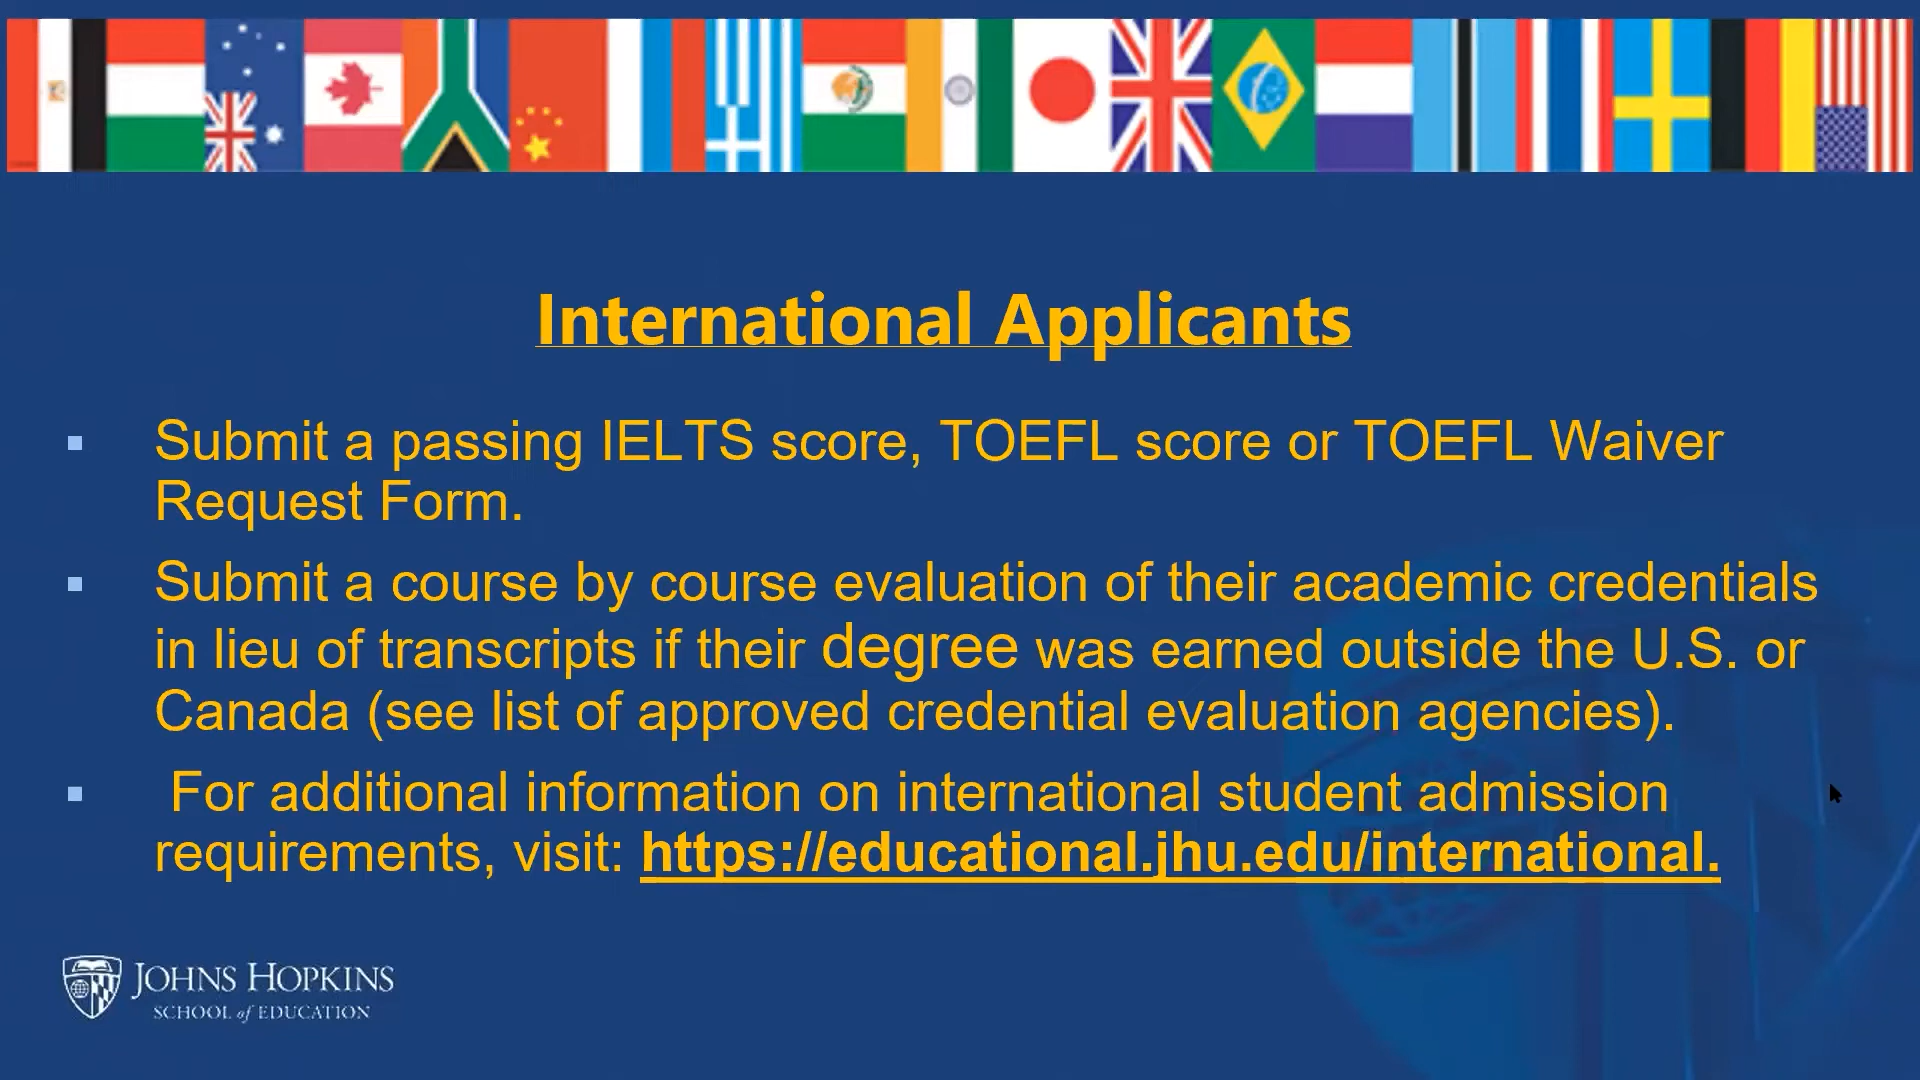 International Applicants
Submit a passing IELTS score, TOEFL score or TOEFL Waiver
Request Form.
Submit a course by course evaluation of their academic credentials
in lieu of transcripts if their degree was earned outside the U.S. or
Canada (see list of approved credential evaluation agencies).
For additional information on international student admission
requirements, visit: https://educational.jhu.edu/international.
JOHNS HOPKINS
SCHOOL of EDUCATION